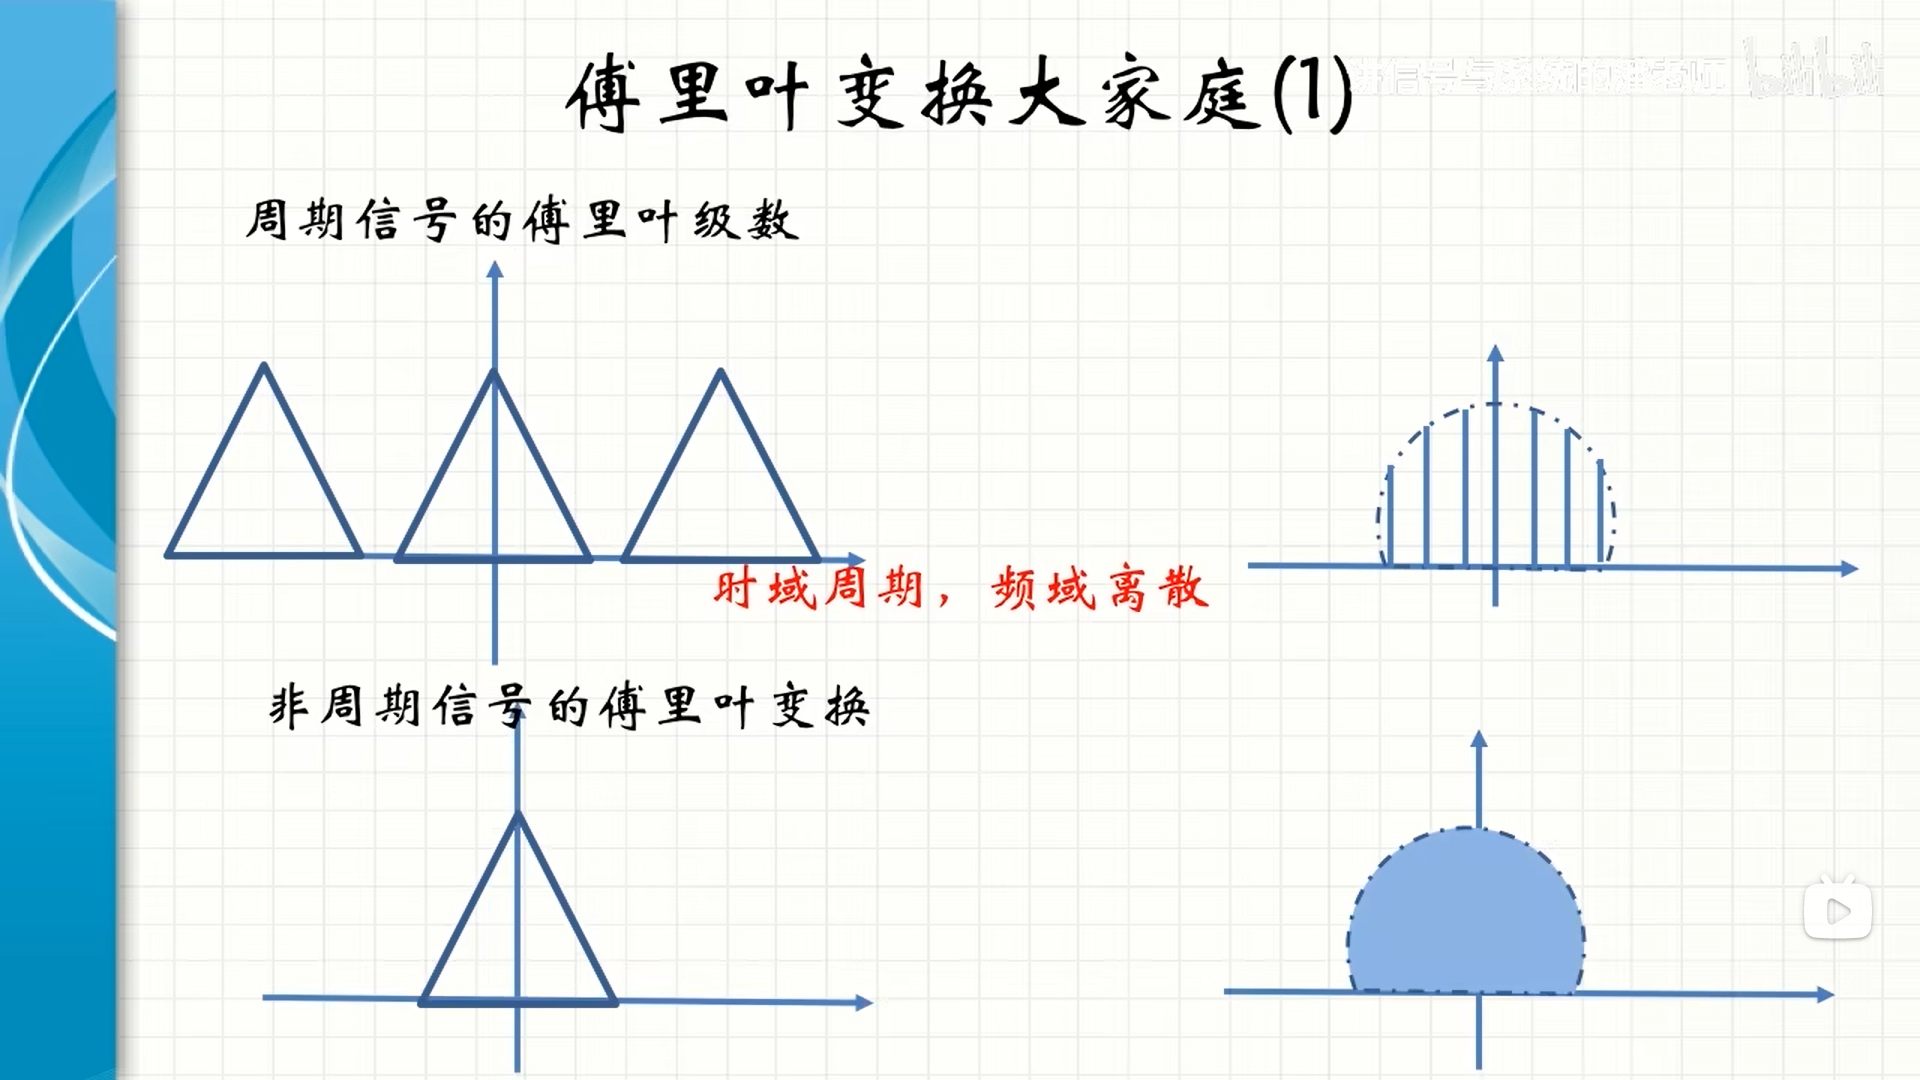 傅里叶变换大家庭(1)
bilibili
周期信号的傅里叶级数
时域周期，频域离散
非周期信号的傅里叶变换